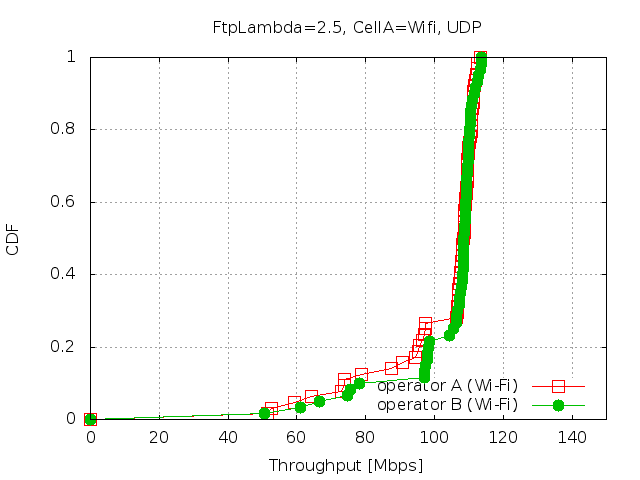 FtpLambda=2.5, CellA=Wifi, UDP
1
0.8
0.6
0.4
0.2
0
CDF
operator A (Wi-Fi)
operator B (Wi-Fi)
0 20 40 60 80 100 120 140
Throughput [Mbps]